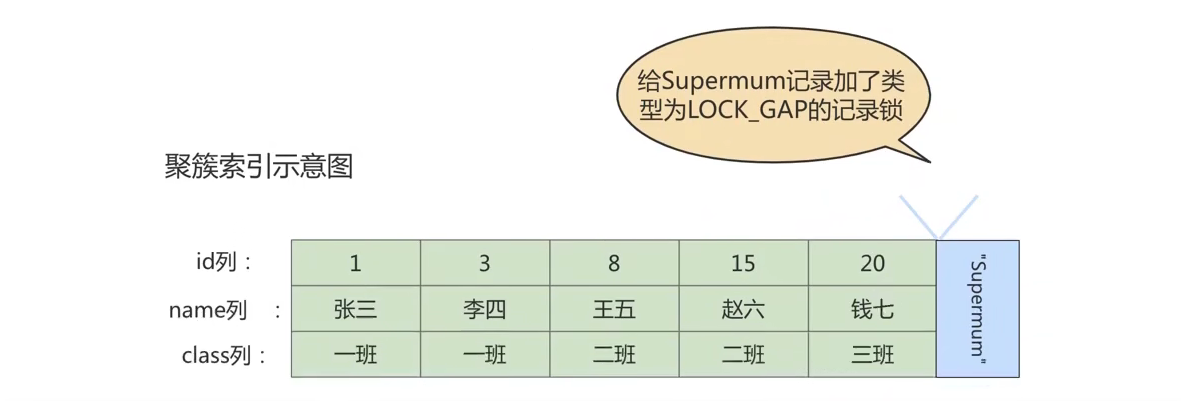 给Supermum记录加了类
型为LOCK_GAP的记录锁
聚簇索引示意图
id列： 1 3 8 15 20
name列 ： 张三 李四 王五 赵六 钱七
class列： 一班 一班 二班 二班 三班
"Supermum"